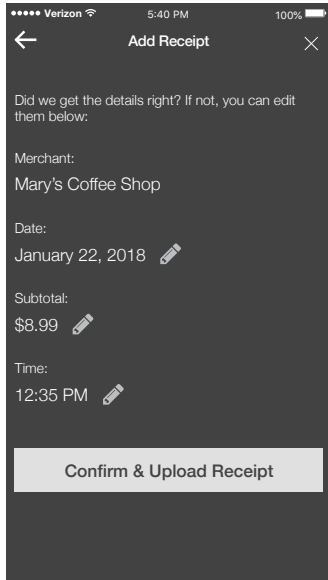 Verizon 5:40 PM 100%
Add Receipt
Did we get the details right? If not, you can edit
them below:
Merchant:
Mary's Coffee Shop
Date:
January 22, 2018
Subtotal:
$8.99
Time:
12:35 PM
Confirm & Upload Receipt